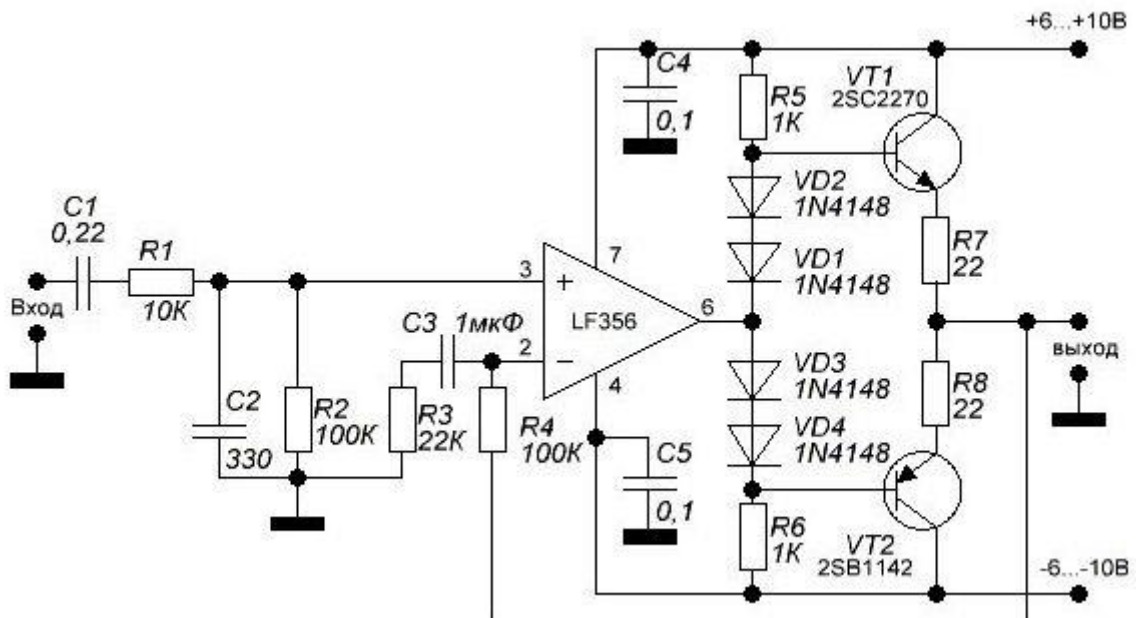 +6...+10В
C4
0,1
R5
1К
VT1
2SC2270
VD2
1N4148
C1
0,22
R1
10К
Вход
3
+
7
VD1
1N4148
R7
22
LF356
6
C3
1мкФ
2
−
4
выход
VD3
1N4148
R8
22
C2
330
R2
100К
R3
22К
R4
100К
VD4
1N4148
C5
0,1
R6
1К
VT2
2SB1142
-6...-10В